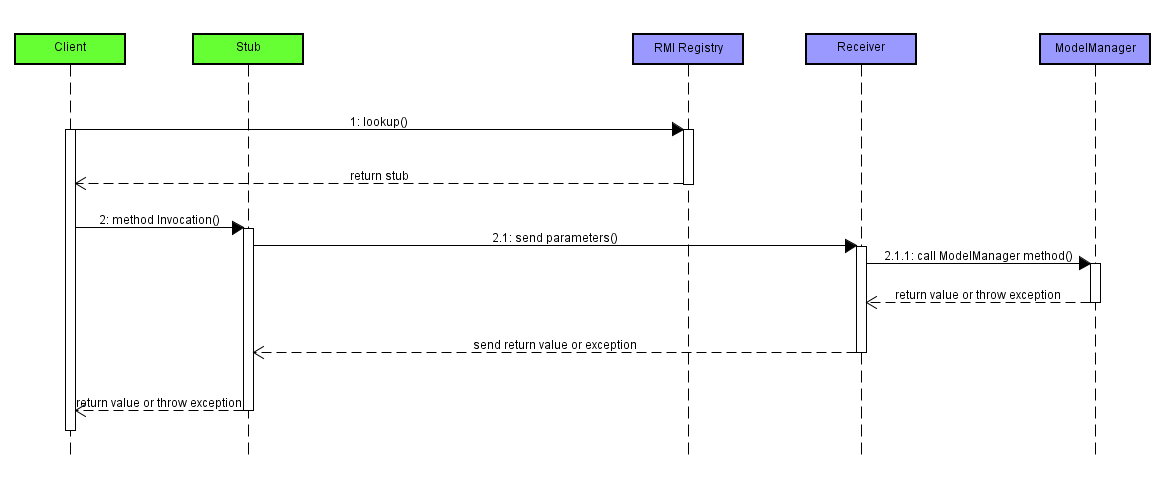 Client
Stub
RMI Registry
Receiver
ModelManager
1: lookup()
return stub
2: method Invocation()
2.1: send parameters()
2.1.1: call ModelManager method()
return value or throw exception
send return value or exception
return value or throw exception